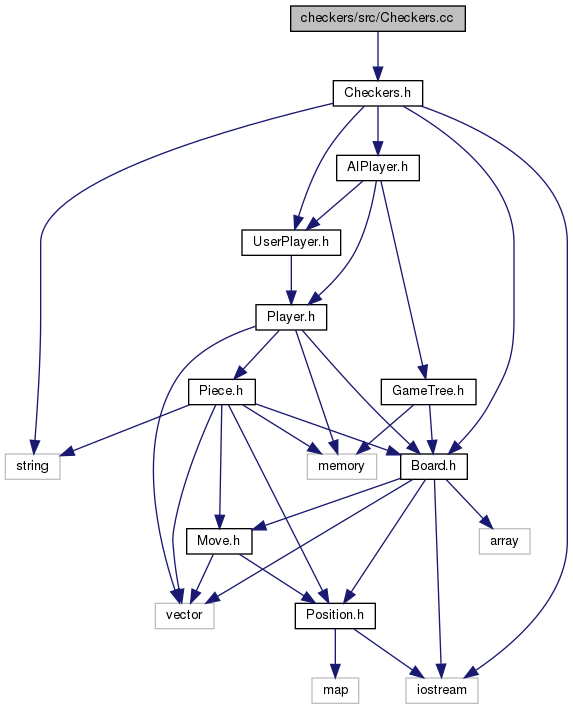 checkers/src/Checkers.cc
Checkers.h
AIPlayer.h
UserPlayer.h
Player.h
Piece.h
GameTree.h
string
memory
Board.h
Move.h
array
vector
Position.h
map
iostream